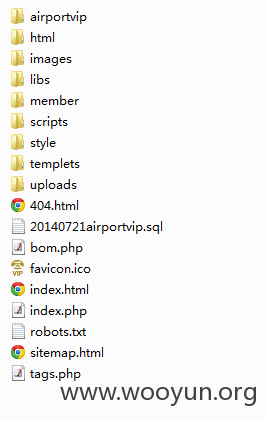 airportvip
html
images
libs
member
scripts
style
templets
uploads
404.html
20140721airportvip.sql
bom.php
VIP
favicon.ico
index.html
index.php
robots.txt
sitemap.html
tags.php
www.wooyun.org